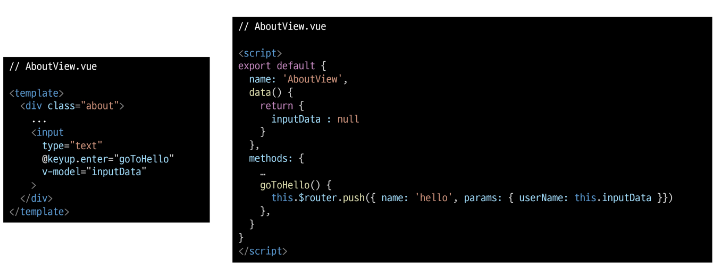 // AboutView.vue
<template>
  <div class="about">
    ...
    <input
      type="text"
      @keyup.enter="goToHello"
      v-model="inputData"
    >
  </div>
</template>
// AboutView.vue
<script>
export default {
  name: 'AboutView',
  data() {
    return {
      inputData : null
    }
  },
  methods: {
    …
    goToHello() {
      this.$router.push({ name: 'hello', params: { userName: this.inputData }})
    },
  }
}
</script>